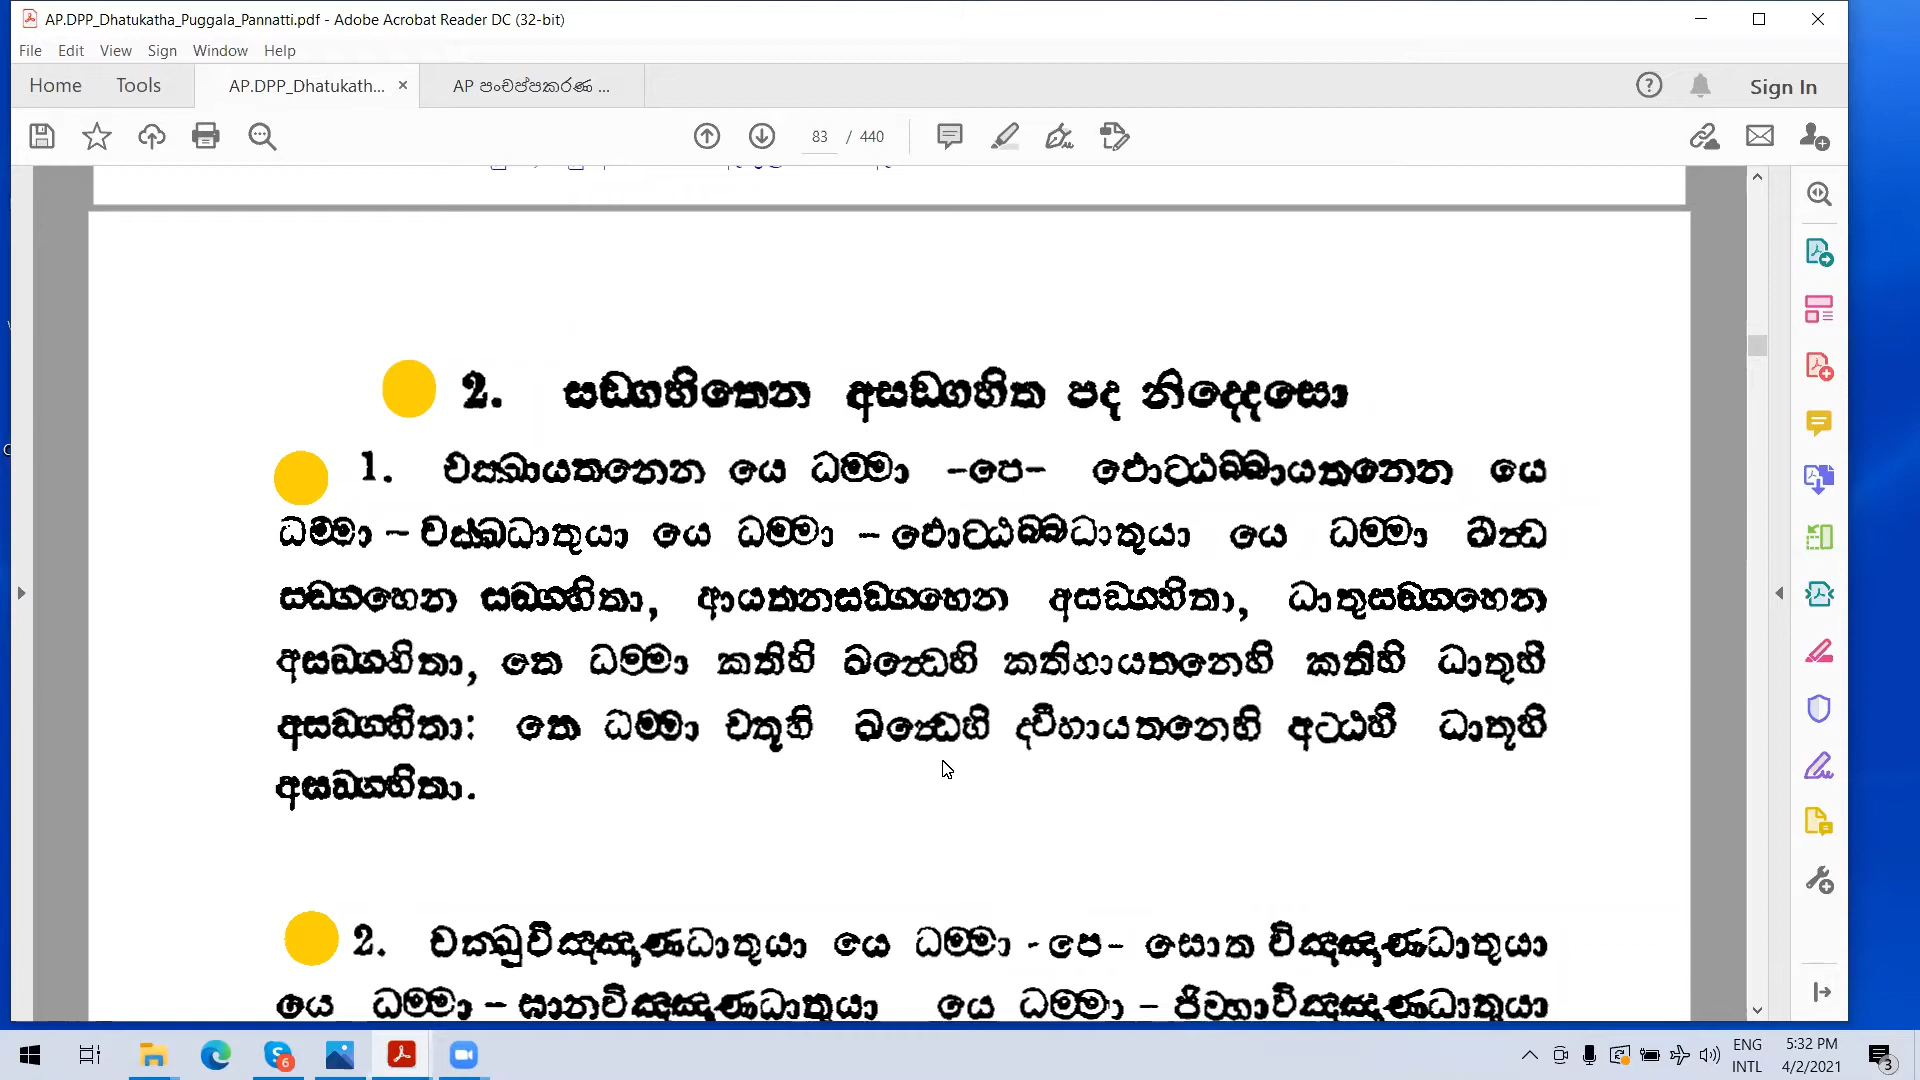 AP.DPP_Dhatukatha_Puggala_Pannatti.pdf - Adobe Acrobat Reader DC (32-bit)
File Edit View Sign Window Help
Home Tools AP.DPP_Dhatukath... × AP පංචප්පකරණ ... Sign In
83 / 440
2. සඞ්ගහිතෙන අසඞ්ගහිත පද නිද්දෙසො
1. චක්ඛායතනෙන යෙ ධම්මා -පෙ- ඵොට්ඨබ්බායතනෙන යෙ
ධම්මා – චක්ඛුධාතුයා යෙ ධම්මා – ඵොට්ඨබ්බධාතුයා යෙ ධම්මා ඛන්ධ
සඞ්ගහෙන සඞ්ගහිතා, ආයතනසඞ්ගහෙන අසඞ්ගහිතා, ධාතුසඞ්ගහෙන
අසඞ්ගහිතා, තෙ ධම්මා කතිහි ඛන්ධෙහි කතිහායතනෙහි කතිහි ධාතුහි
අසඞ්ගහිතා: තෙ ධම්මා චතූහි ඛන්ධෙහි ද්වීහායතනෙහි අට්ඨහි ධාතූහි
අසඞ්ගහිතා.
2. චක්ඛුවිඤ්ඤාණධාතුයා යෙ ධම්මා -පෙ- සොත විඤ්ඤාණධාතුයා
යෙ ධම්මා – ඝානවිඤ්ඤාණධාතුයා යෙ ධම්මා – ජිව්හාවිඤ්ඤාණධාතුයා
6
ENG 5:32 PM
INTL 4/2/2021 3